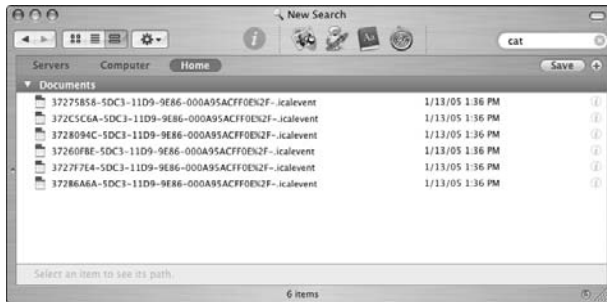 New Search
cat
Servers Computer Home Save
Documents
37275858-5DC3-11D9-9E86-000A95ACFF0E%2F-.icalevent 1/13/05 1:36 PM
372C5C6A-5DC3-11D9-9E86-000A95ACFF0E%2F-.icalevent 1/13/05 1:36 PM
3728094C-5DC3-11D9-9E86-000A95ACFF0E%2F-.icalevent 1/13/05 1:36 PM
37260FBE-5DC3-11D9-9E86-000A95ACFF0E%2F-.icalevent 1/13/05 1:36 PM
3727F7E4-5DC3-11D9-9E86-000A95ACFF0E%2F-.icalevent 1/13/05 1:36 PM
37286A6A-5DC3-11D9-9E86-000A95ACFF0E%2F-.icalevent 1/13/05 1:36 PM
Select an item to see its path.
6 items